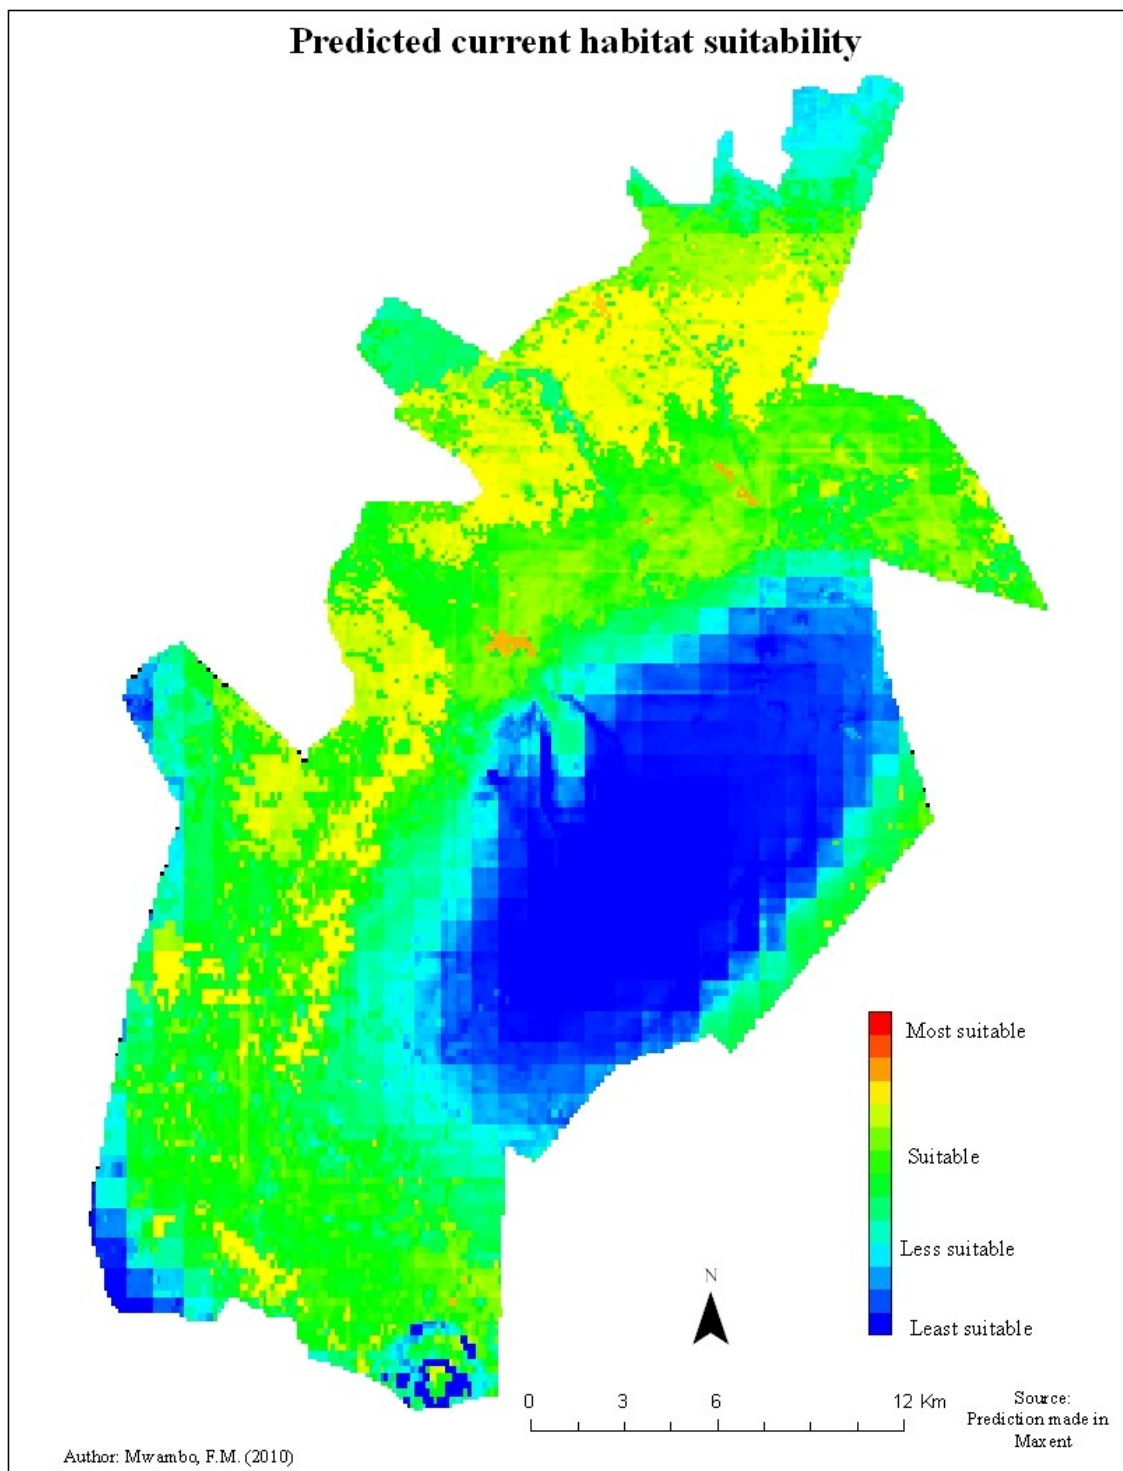 Predicted current habitat suitability
Most suitable
Suitable
Less suitable
Least suitable
N
0 3 6 12 Km
Source:
Prediction made in
Maxent
Author: Mwambo, F.M. (2010)